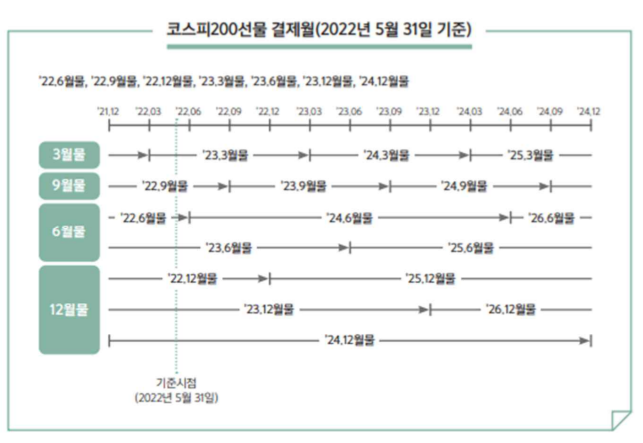 코스피200선물 결제월(2022년 5월 31일 기준)
'22.6월물, '22.9월물, '22.12월물, '23.3월물, '23.6월물, '23.12월물, '24.12월물
'21.12 '22.03 '22.06 '22.09 '22.12 '23.03 '23.06 '23.09 '23.12 '24.03 '24.06 '24.09 '24.12
3월물 '23.3월물 '24.3월물 '25.3월물
9월물 '22.9월물 '23.9월물 '24.9월물
6월물
'22.6월물 '24.6월물 '26.6월물
'23.6월물 '25.6월물
12월물
'22.12월물 '25.12월물
'23.12월물 '26.12월물
'24.12월물
기준시점
(2022년 5월 31일)